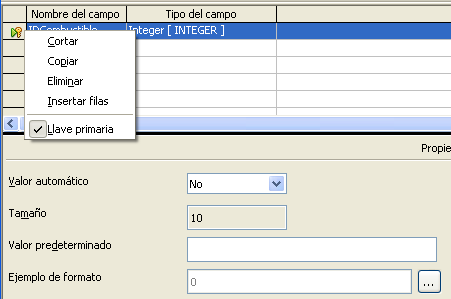 Nombre del campo Tipo del campo
IDCombustible Integer [ INTEGER ]
Cortar
Copiar
Eliminar
Insertar filas
Llave primaria
Propie
Valor automático No
Tamaño 10
Valor predeterminado
Ejemplo de formato 0 ...